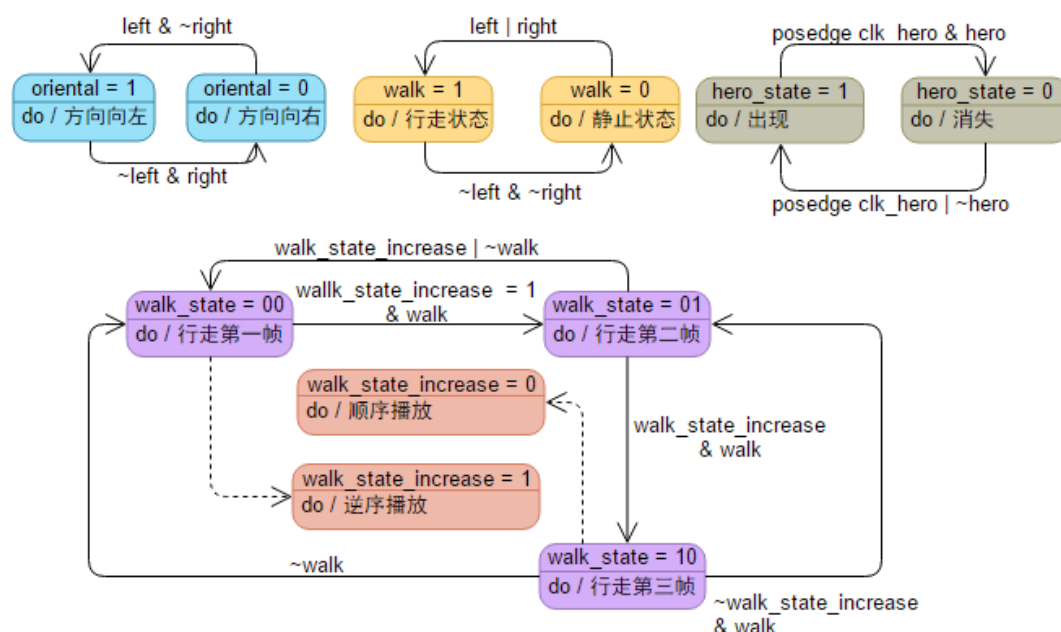 left & ~right
oriental = 1
do / 方向向左
oriental = 0
do / 方向向右
~left & right
left | right
walk = 1
do / 行走状态
walk = 0
do / 静止状态
~left & ~right
posedge clk_hero & hero
hero_state = 1
do / 出现
hero_state = 0
do / 消失
posedge clk_hero | ~hero
walk_state_increase | ~walk
walk_state = 00
do / 行走第一帧
wallk_state_increase = 1
& walk
walk_state = 01
do / 行走第二帧
walk_state_increase = 0
do / 顺序播放
walk_state_increase
& walk
walk_state_increase = 1
do / 逆序播放
~walk
walk_state = 10
do / 行走第三帧
~walk_state_increase
& walk